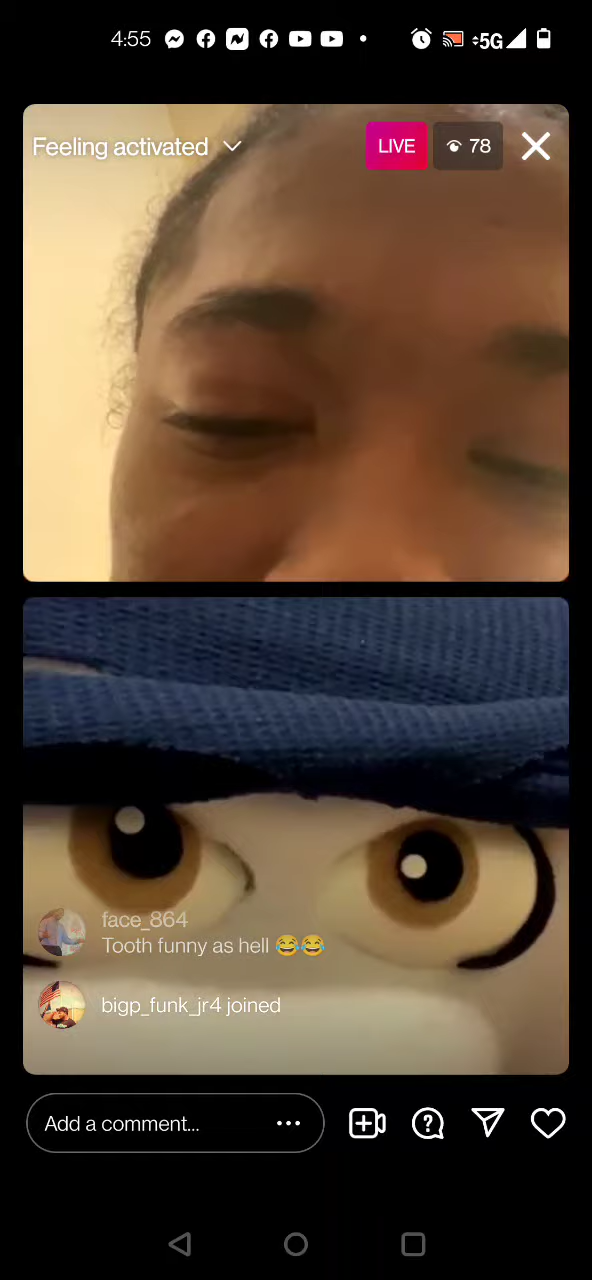 4:55
5G
Feeling activated
LIVE
78
face_864
Tooth funny as hell 😂😂
bigp_funk_jr4 joined
Add a comment...